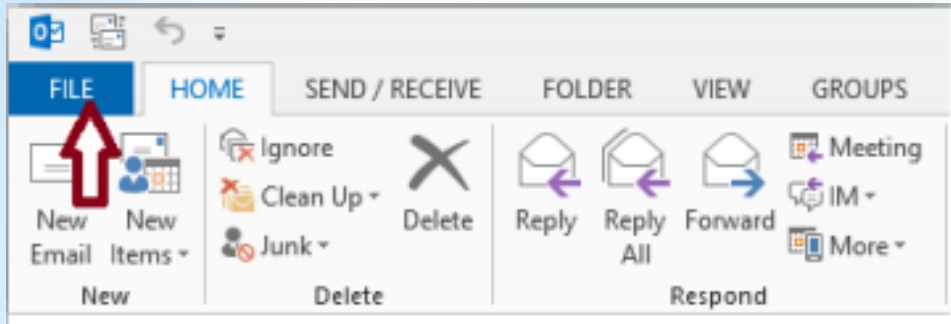 FILE HOME SEND / RECEIVE FOLDER VIEW GROUPS
New Email
New Items
Ignore
Clean Up
Junk
Delete
Reply
Reply All
Forward
Meeting
IM
More
New Delete Respond